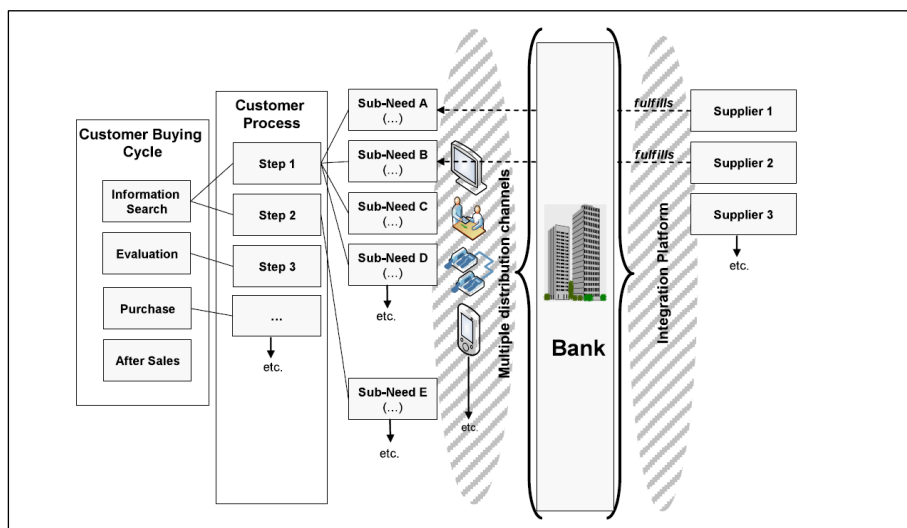 Customer Buying
Cycle
Information
Search
Evaluation
Purchase
After Sales
Customer
Process
Step 1
Step 2
Step 3
...
etc.
Sub-Need A
(...)
Sub-Need B
(...)
Sub-Need C
(...)
Sub-Need D
(...)
etc.
Sub-Need E
(...)
etc.
Multiple distribution channels
etc.
Bank
Integration Platform
fulfills
fulfills
Supplier 1
Supplier 2
Supplier 3
etc.